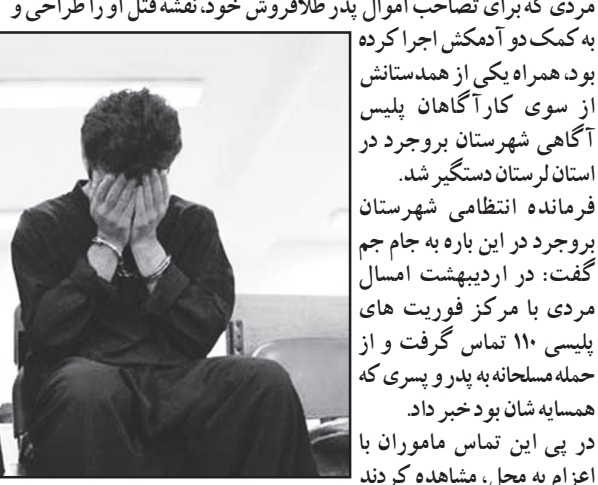 مردی که برای تصاحب اموال پدر طلافروش خود، نقشه قتل او را طراحی و
به کمک دو آدمکش اجرا کرده
بود، همراه یکی از همدستانش
از سوی کارآگاهان پلیس
آگاهی شهرستان بروجرد در
استان لرستان دستگیر شد.
فرمانده انتظامی شهرستان
بروجرد در این باره به جام جم
گفت: در اردیبهشت امسال
مردی با مرکز فوریت های
پلیسی ۱۱۰ تماس گرفت و از
حمله مسلحانه به پدر و پسری که
همسایه شان بود خبر داد.
در پی این تماس ماموران با
اعزام به محل، مشاهده کردند